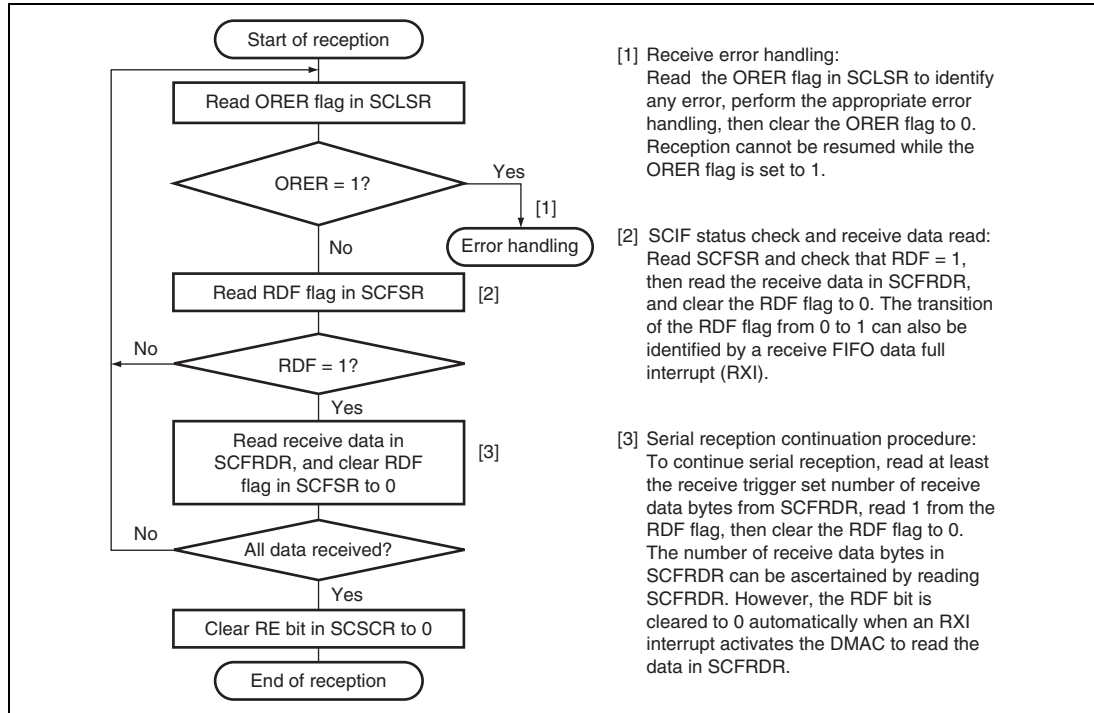 Start of reception
Read ORER flag in SCLSR
ORER = 1?
Yes
[1]
Error handling
No
Read RDF flag in SCFSR
[2]
No
RDF = 1?
Yes
Read receive data in
SCFRDR, and clear RDF
flag in SCFSR to 0
[3]
No
All data received?
Yes
Clear RE bit in SCSCR to 0
End of reception
[1] Receive error handling:
Read the ORER flag in SCLSR to identify
any error, perform the appropriate error
handling, then clear the ORER flag to 0.
Reception cannot be resumed while the
ORER flag is set to 1.
[2] SCIF status check and receive data read:
Read SCFSR and check that RDF = 1,
then read the receive data in SCFRDR,
and clear the RDF flag to 0. The transition
of the RDF flag from 0 to 1 can also be
identified by a receive FIFO data full
interrupt (RXI).
[3] Serial reception continuation procedure:
To continue serial reception, read at least
the receive trigger set number of receive
data bytes from SCFRDR, read 1 from the
RDF flag, then clear the RDF flag to 0.
The number of receive data bytes in
SCFRDR can be ascertained by reading
SCFRDR. However, the RDF bit is
cleared to 0 automatically when an RXI
interrupt activates the DMAC to read the
data in SCFRDR.